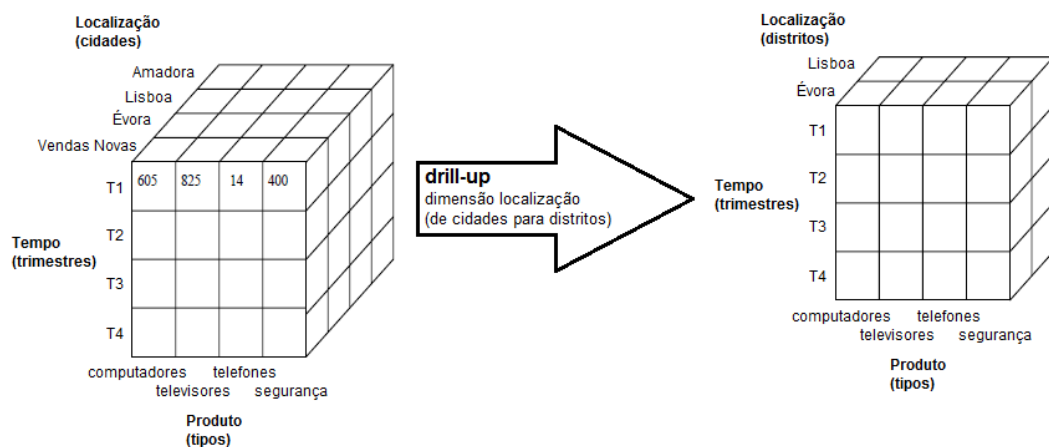 Localização
(cidades)
Amadora
Lisboa
Évora
Vendas Novas
T1
605 825 14 400
T2
Tempo
(trimestres)
T3
T4
computadores telefones
televisores segurança
Produto
(tipos)
drill-up
dimensão localização
(de cidades para distritos)
Localização
(distritos)
Lisboa
Évora
T1
Tempo
(trimestres)
T2
T3
T4
computadores telefones
televisores segurança
Produto
(tipos)